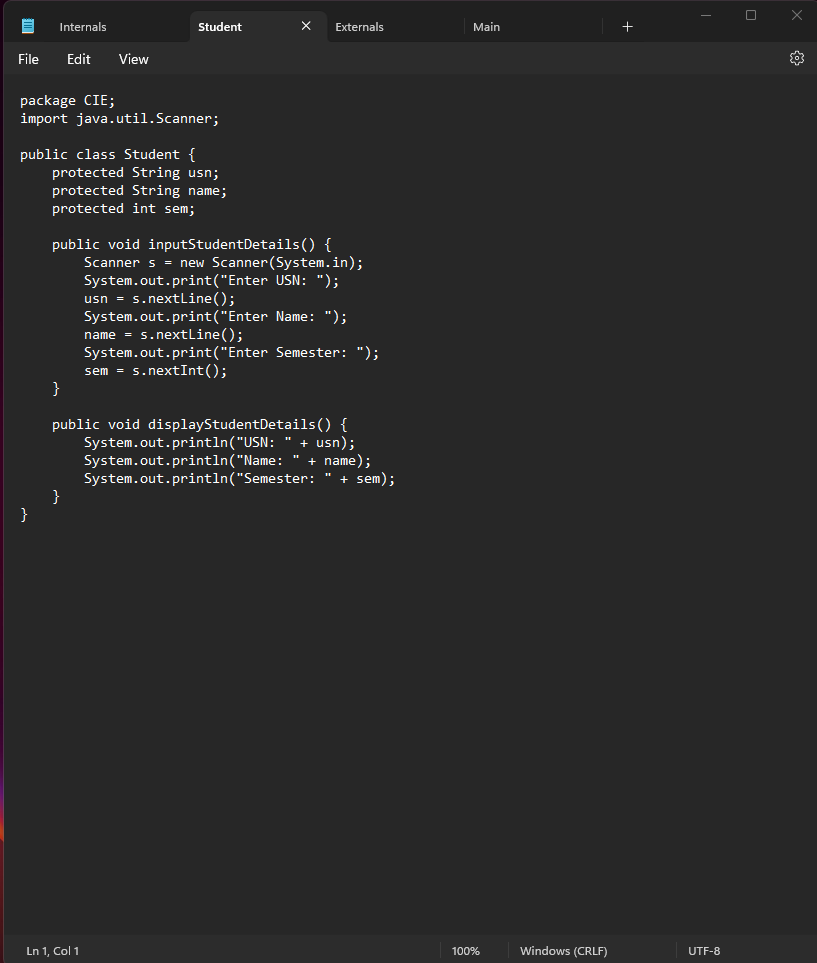 Internals Student Externals Main
File Edit View
package CIE;
import java.util.Scanner;
public class Student {
    protected String usn;
    protected String name;
    protected int sem;
    public void inputStudentDetails() {
        Scanner s = new Scanner(System.in);
        System.out.print("Enter USN: ");
        usn = s.nextLine();
        System.out.print("Enter Name: ");
        name = s.nextLine();
        System.out.print("Enter Semester: ");
        sem = s.nextInt();
    }
    public void displayStudentDetails() {
        System.out.println("USN: " + usn);
        System.out.println("Name: " + name);
        System.out.println("Semester: " + sem);
    }
}
Ln 1, Col 1 100% Windows (CRLF) UTF-8